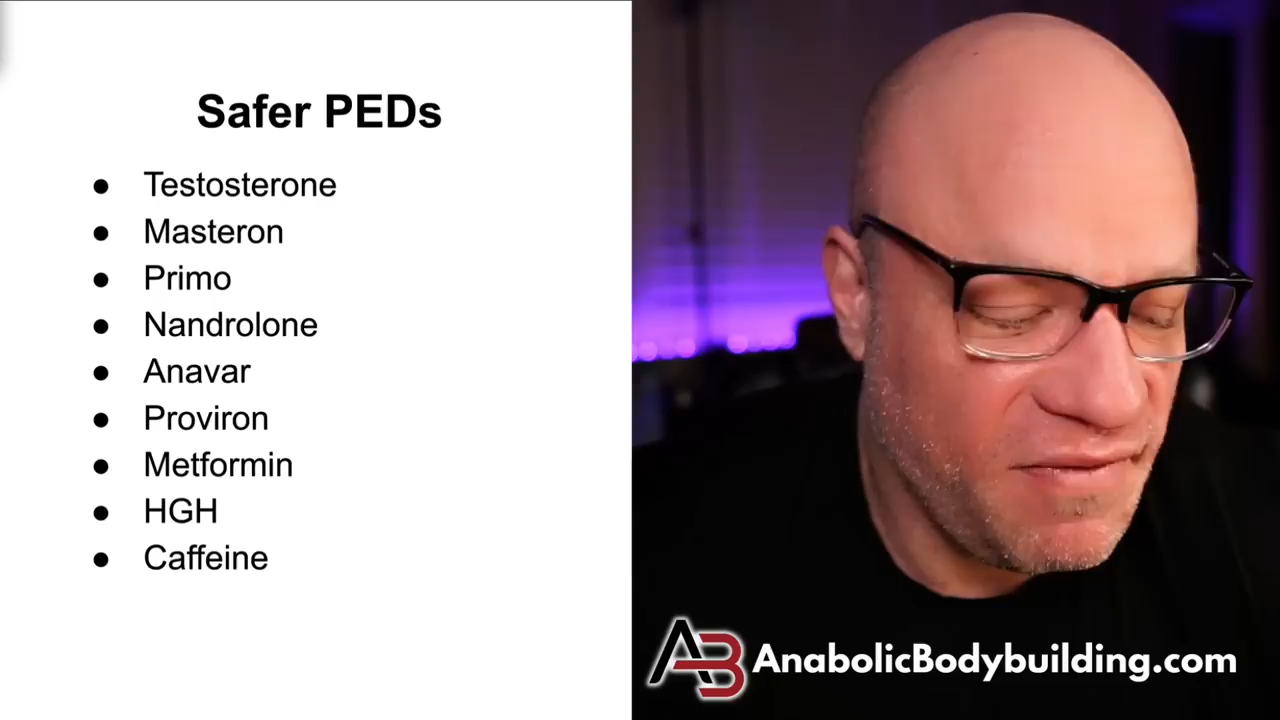 Safer PEDs
● Testosterone
● Masteron
● Primo
● Nandrolone
● Anavar
● Proviron
● Metformin
● HGH
● Caffeine
AB AnabolicBodybuilding.com